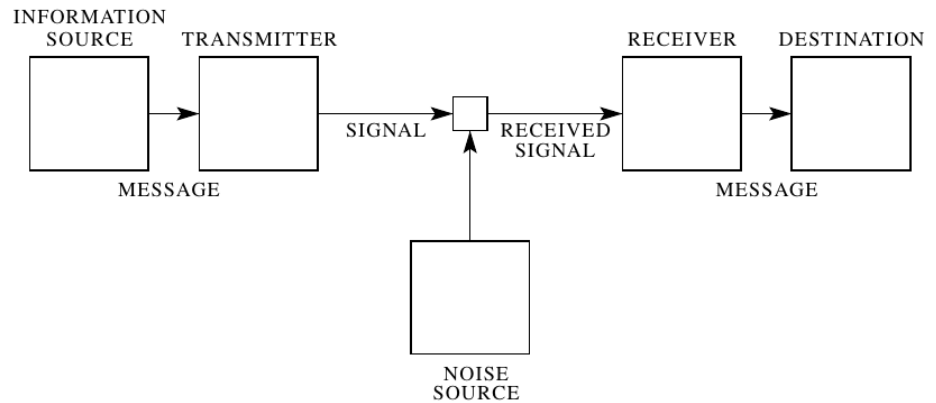 INFORMATION
SOURCE
TRANSMITTER
RECEIVER
DESTINATION
SIGNAL
RECEIVED
SIGNAL
MESSAGE
MESSAGE
NOISE
SOURCE